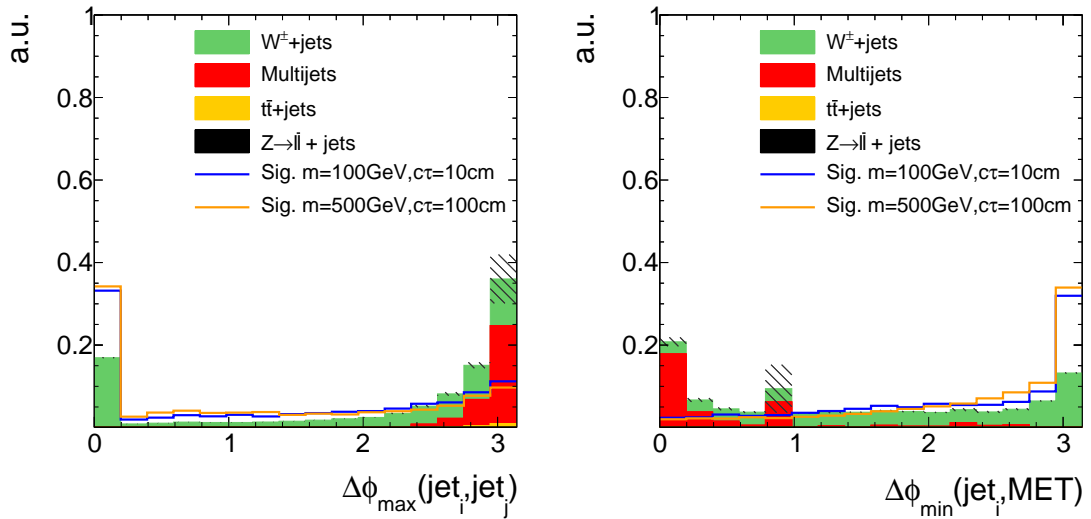 a.u.
1
0.8
0.6
0.4
0.2
0 1 2 3
W±+jets
Multijets
tt̄+jets
Z→ll̄ + jets
Sig. m=100GeV,cτ=10cm
Sig. m=500GeV,cτ=100cm
Δϕmax(jeti,jetj)
a.u.
1
0.8
0.6
0.4
0.2
0 1 2 3
W±+jets
Multijets
tt̄+jets
Z→ll̄ + jets
Sig. m=100GeV,cτ=10cm
Sig. m=500GeV,cτ=100cm
Δϕmin(jeti,MET)